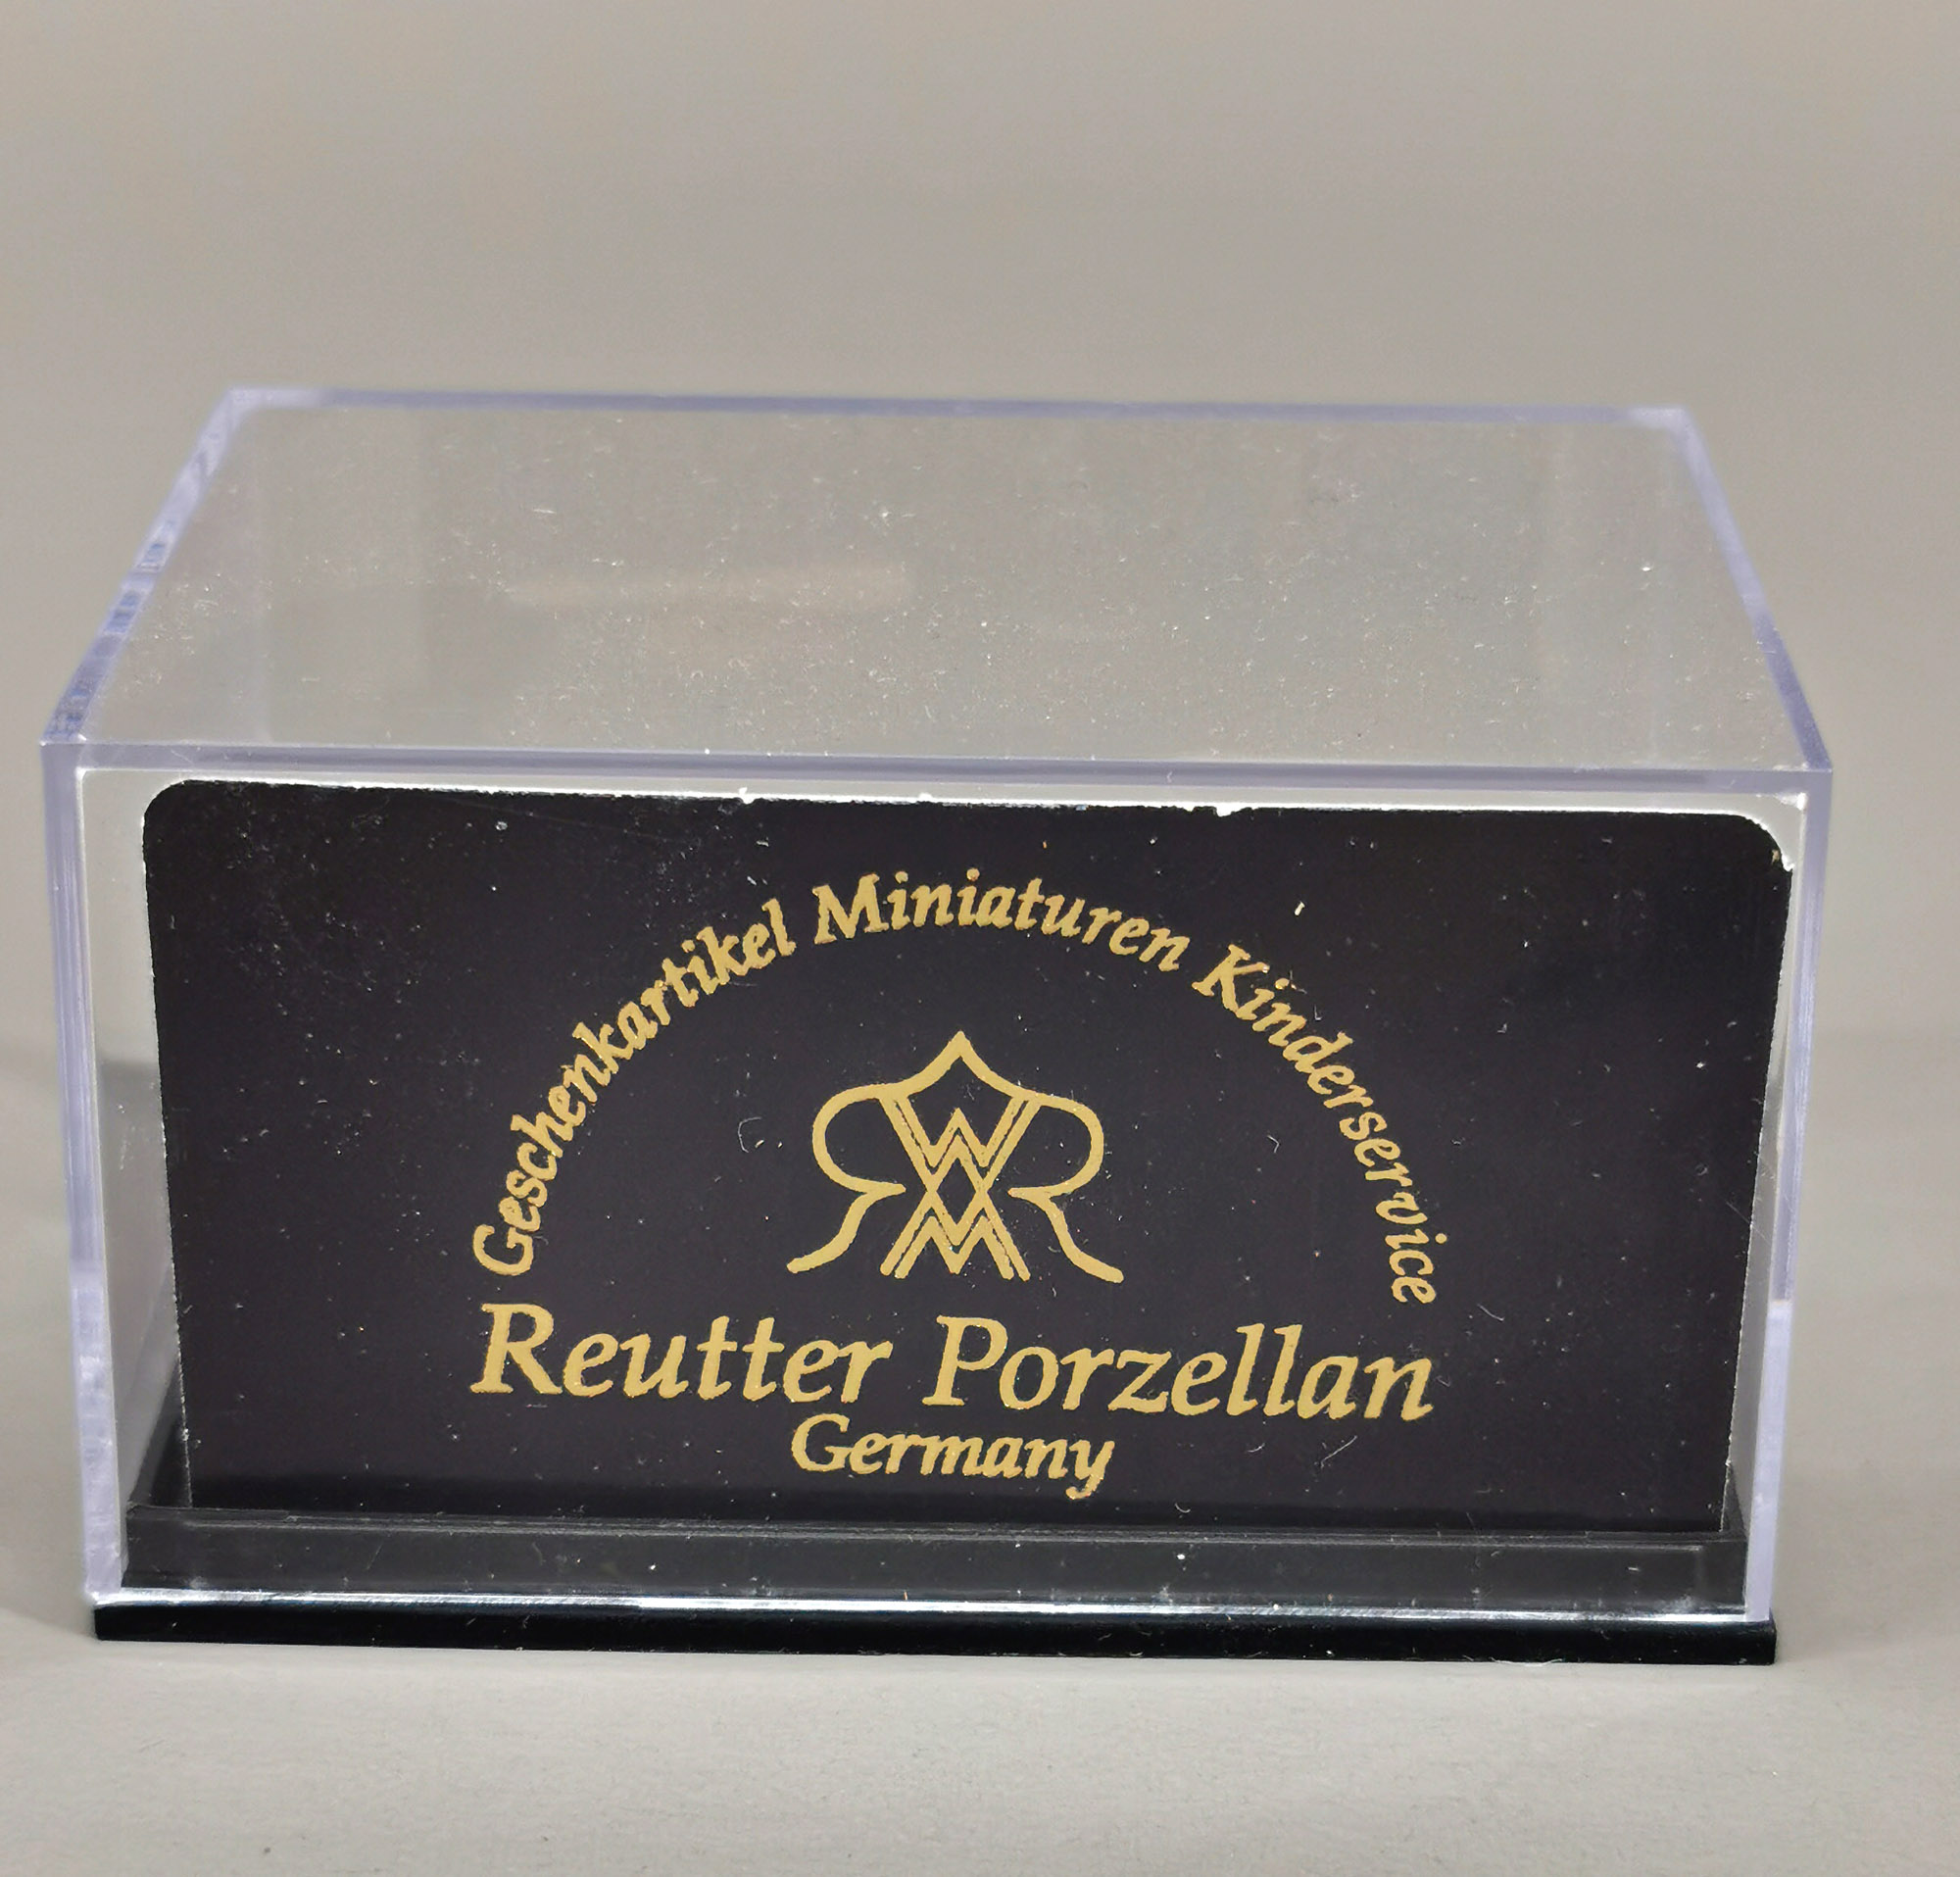 Geschenkartikel Miniaturen Kinderservice
Reutter Porzellan
Germany